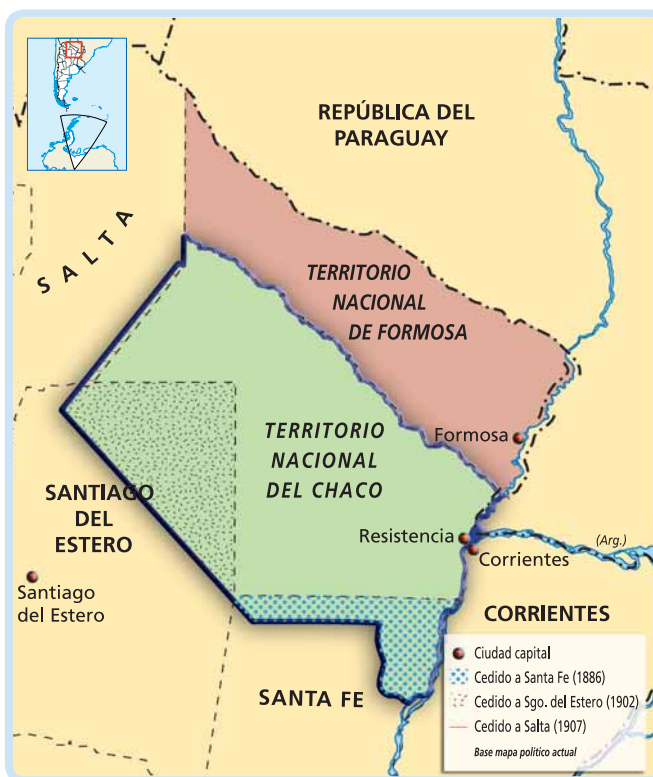 REPÚBLICA DEL
PARAGUAY
SALTA
TERRITORIO
NACIONAL
DE FORMOSA
Formosa
TERRITORIO
NACIONAL
DEL CHACO
SANTIAGO
DEL
ESTERO
Resistencia
(Arg.)
Corrientes
Santiago
del Estero
CORRIENTES
SANTA FE
Ciudad capital
Cedido a Santa Fe (1886)
Cedido a Sgo. del Estero (1902)
Cedido a Salta (1907)
Base mapa político actual